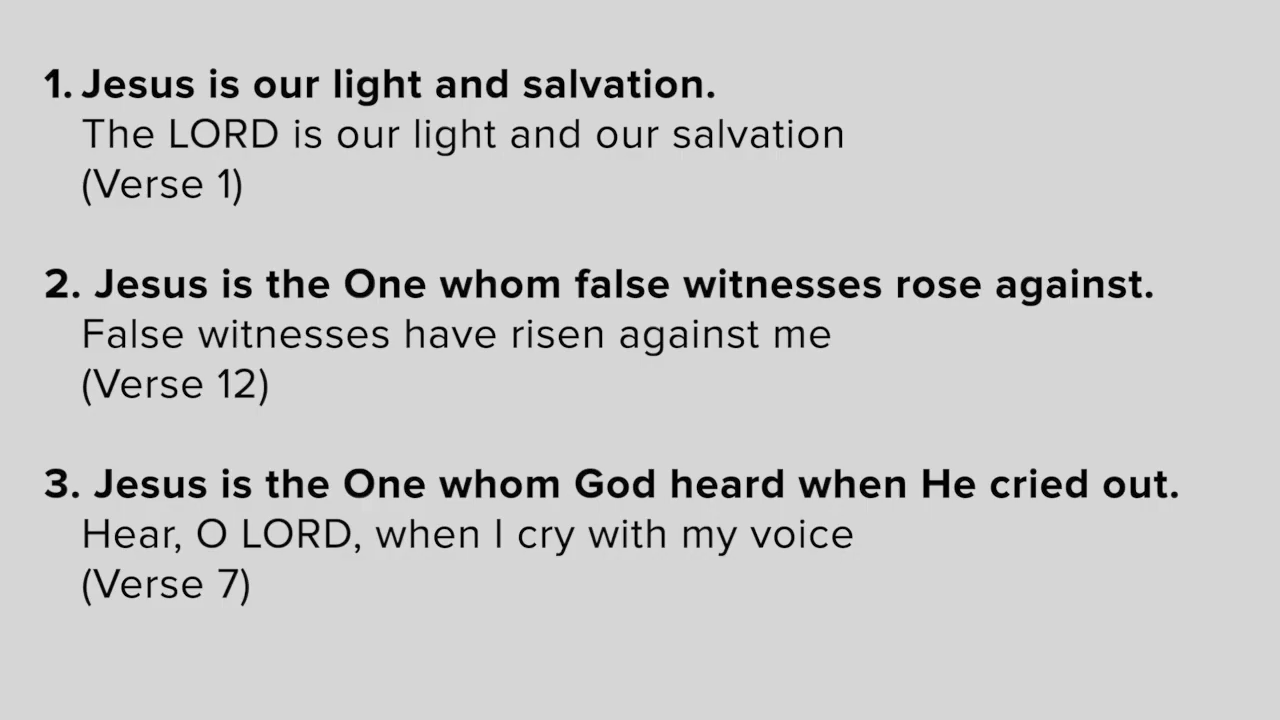 1. Jesus is our light and salvation.
The LORD is our light and our salvation
(Verse 1)
2. Jesus is the One whom false witnesses rose against.
False witnesses have risen against me
(Verse 12)
3. Jesus is the One whom God heard when He cried out.
Hear, O LORD, when I cry with my voice
(Verse 7)